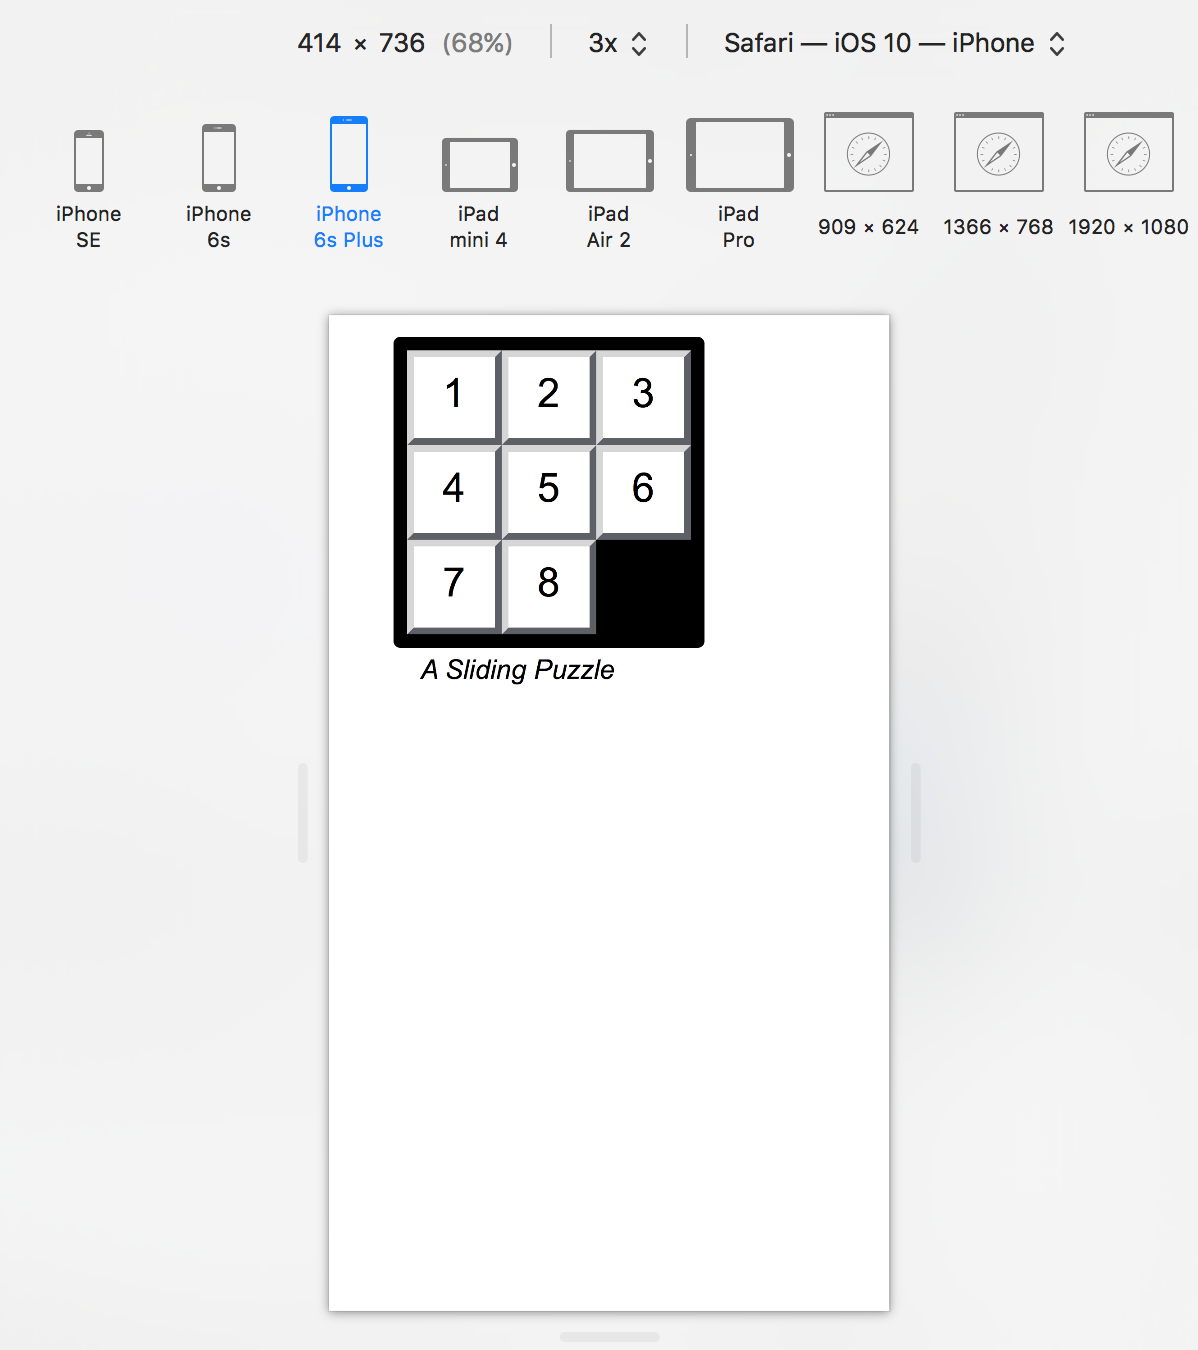 414 × 736 (68%) 3x Safari — iOS 10 — iPhone
iPhone SE
iPhone 6s
iPhone 6s Plus
iPad mini 4
iPad Air 2
iPad Pro
909 × 624
1366 × 768
1920 × 1080
1 2 3
4 5 6
7 8
A Sliding Puzzle